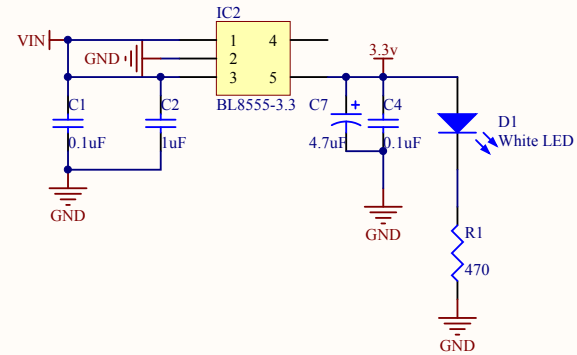 IC2
VIN
1 4
GND
2
3 5
BL8555-3.3
3.3v
C1
0.1uF
C2
1uF
C7
+
4.7uF
C4
0.1uF
D1
White LED
GND
GND
R1
470
GND